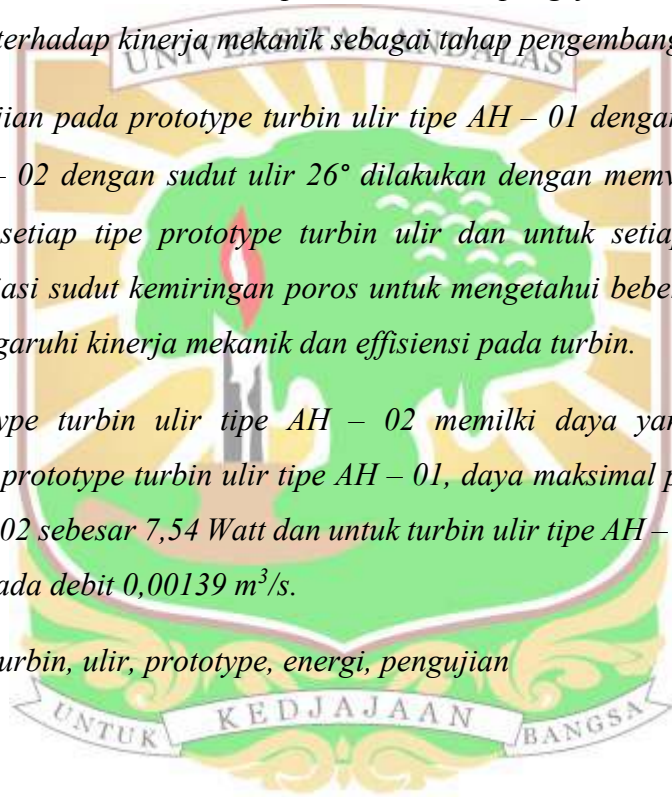 terhadap kinerja mekanik sebagai tahap pengembang
UNIVERSITAS ANDALAS
jian pada prototype turbin ulir tipe AH – 01 dengan
– 02 dengan sudut ulir 26° dilakukan dengan memv
setiap tipe prototype turbin ulir dan untuk setiap
iasi sudut kemiringan poros untuk mengetahui bebe
garuhi kinerja mekanik dan effisiensi pada turbin.
ype turbin ulir tipe AH – 02 memilki daya yan
prototype turbin ulir tipe AH – 01, daya maksimal p
02 sebesar 7,54 Watt dan untuk turbin ulir tipe AH –
ada debit 0,00139 m³/s.
urbin, ulir, prototype, energi, pengujian
UNTUK KEDJAJAAN BANGSA